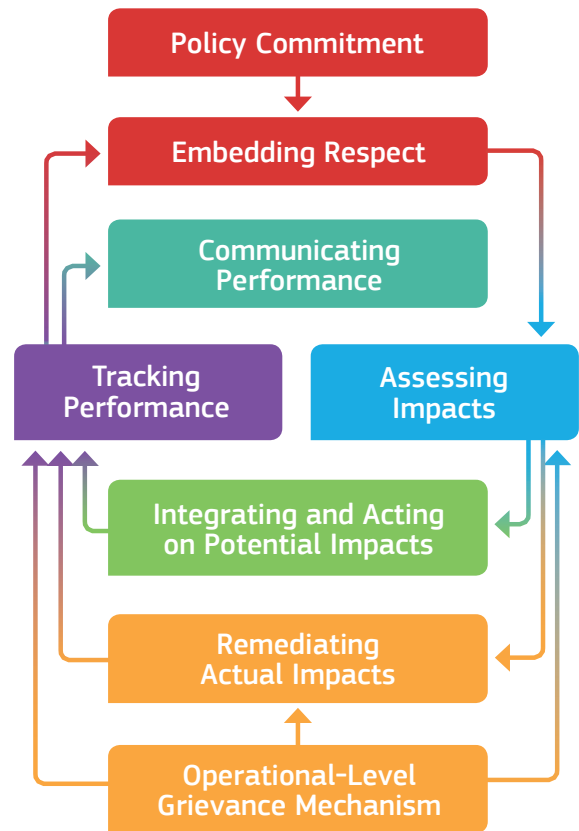 Policy Commitment
Embedding Respect
Communicating
Performance
Tracking
Performance
Assessing
Impacts
Integrating and Acting
on Potential Impacts
Remediating
Actual Impacts
Operational-Level
Grievance Mechanism